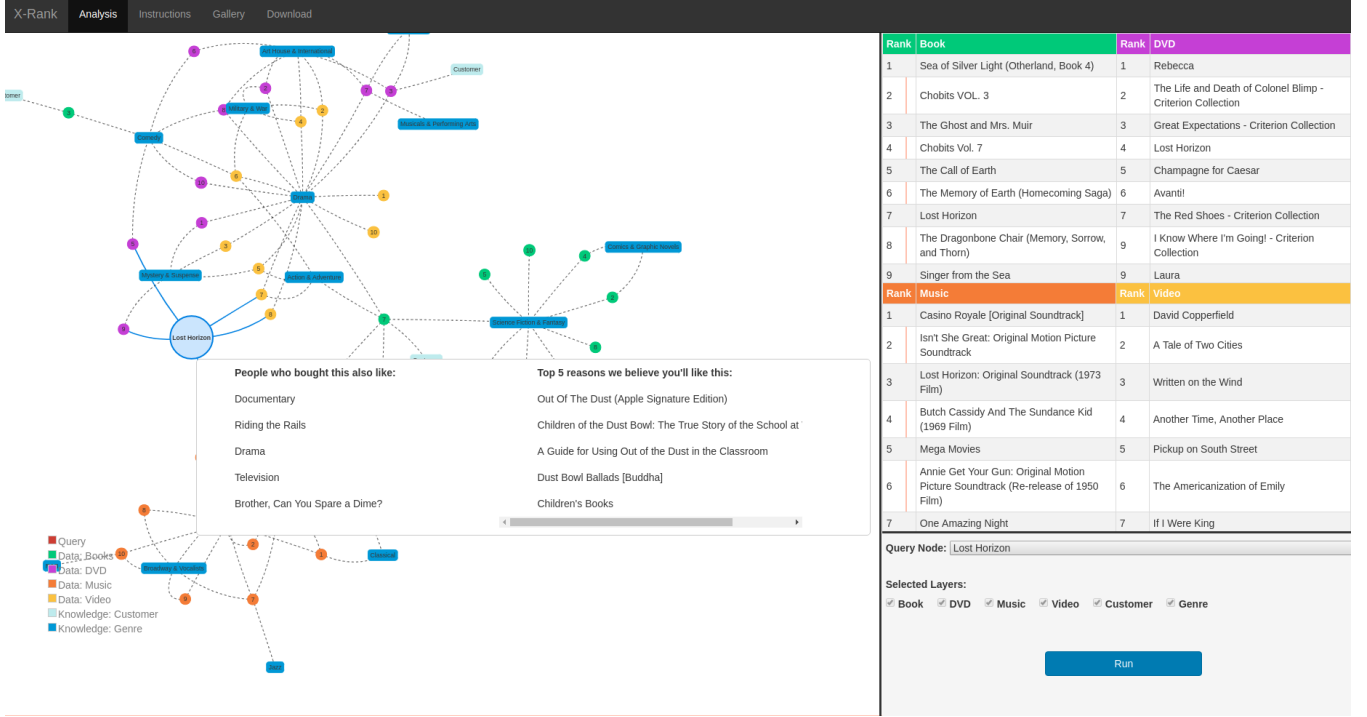 X-Rank Analysis Instructions Gallery Download
Art House & International
Customer
Military & War
Musicals & Performing Arts
Comedy
Drama
Mystery & Suspense
Action & Adventure
Comics & Graphic Novels
Science Fiction & Fantasy
Lost Horizon
People who bought this also like:
Documentary
Riding the Rails
Drama
Television
Brother, Can You Spare a Dime?
Top 5 reasons we believe you'll like this:
Out Of The Dust (Apple Signature Edition)
Children of the Dust Bowl: The True Story of the School at
A Guide for Using Out of the Dust in the Classroom
Dust Bowl Ballads [Buddha]
Children's Books
Broadway & Vocalists
Classical
Jazz
Query
Data: Books
Data: DVD
Data: Music
Data: Video
Knowledge: Customer
Knowledge: Genre
Rank Book Rank DVD
1 Sea of Silver Light (Otherland, Book 4) 1 Rebecca
2 Chobits VOL. 3 2 The Life and Death of Colonel Blimp -
Criterion Collection
3 The Ghost and Mrs. Muir 3 Great Expectations - Criterion Collection
4 Chobits Vol. 7 4 Lost Horizon
5 The Call of Earth 5 Champagne for Caesar
6 The Memory of Earth (Homecoming Saga) 6 Avanti!
7 Lost Horizon 7 The Red Shoes - Criterion Collection
8 The Dragonbone Chair (Memory, Sorrow,
and Thorn) 9 I Know Where I'm Going! - Criterion
Collection
9 Singer from the Sea 9 Laura
Rank Music Rank Video
1 Casino Royale [Original Soundtrack] 1 David Copperfield
2 Isn't She Great: Original Motion Picture
Soundtrack 2 A Tale of Two Cities
3 Lost Horizon: Original Soundtrack (1973
Film) 3 Written on the Wind
4 Butch Cassidy And The Sundance Kid
(1969 Film) 4 Another Time, Another Place
5 Mega Movies 5 Pickup on South Street
6 Annie Get Your Gun: Original Motion
Picture Soundtrack (Re-release of 1950
Film) 6 The Americanization of Emily
7 One Amazing Night 7 If I Were King
Query Node: Lost Horizon
Selected Layers:
Book DVD Music Video Customer Genre
Run